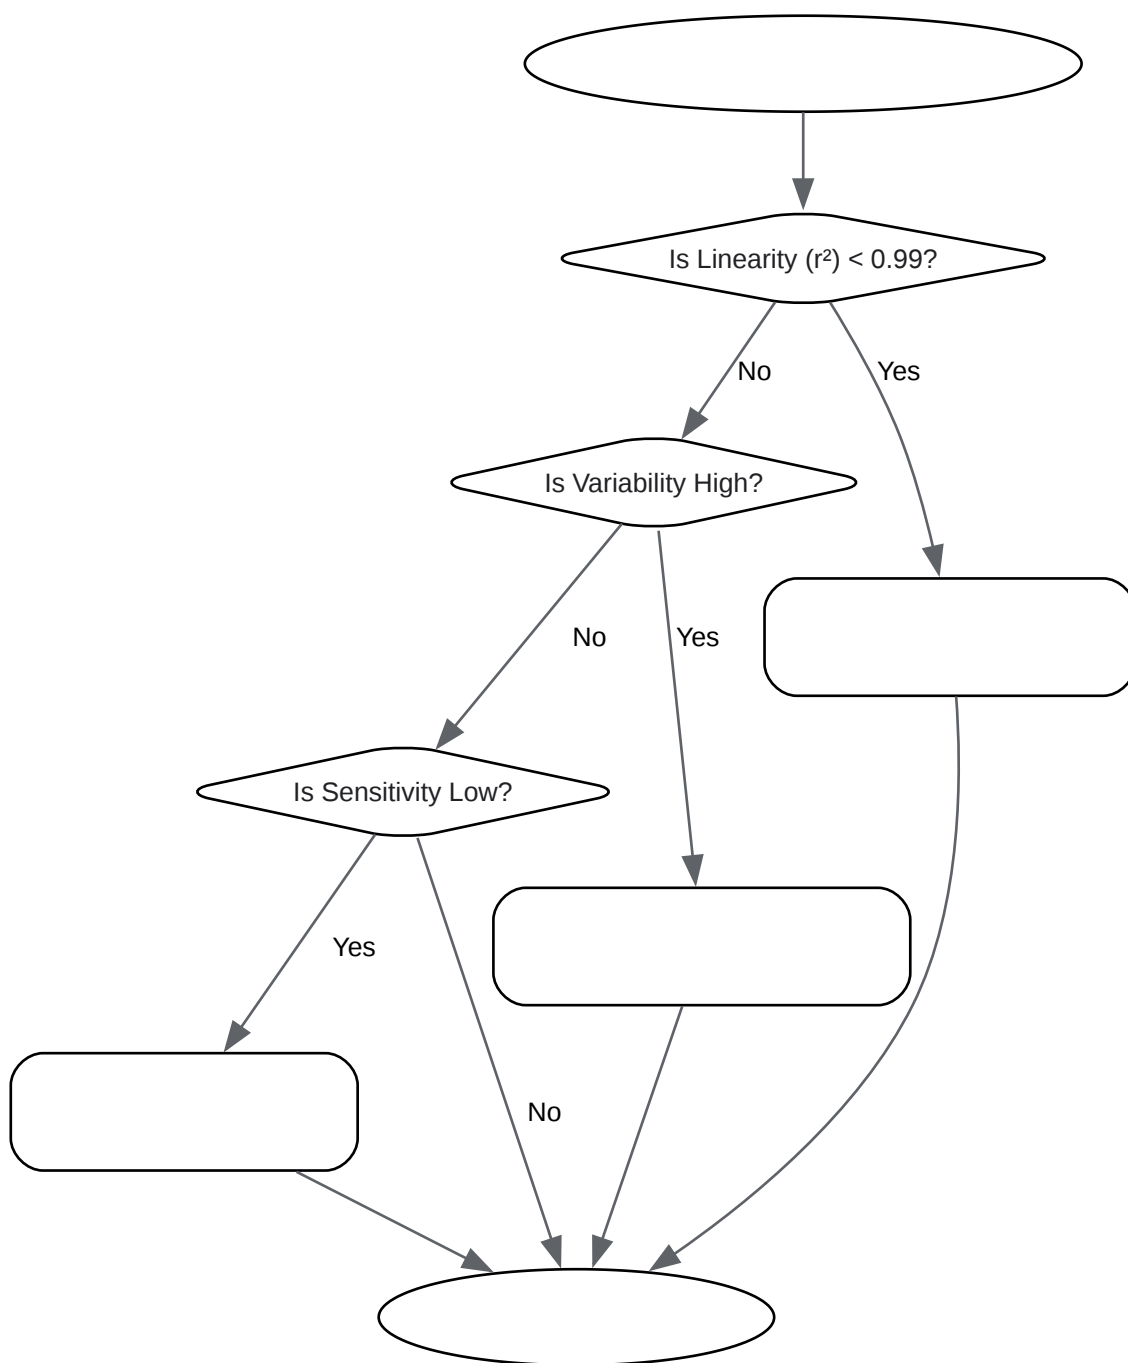 Is Linearity (r²) < 0.99?
No
Yes
Is Variability High?
No
Yes
Is Sensitivity Low?
Yes
No